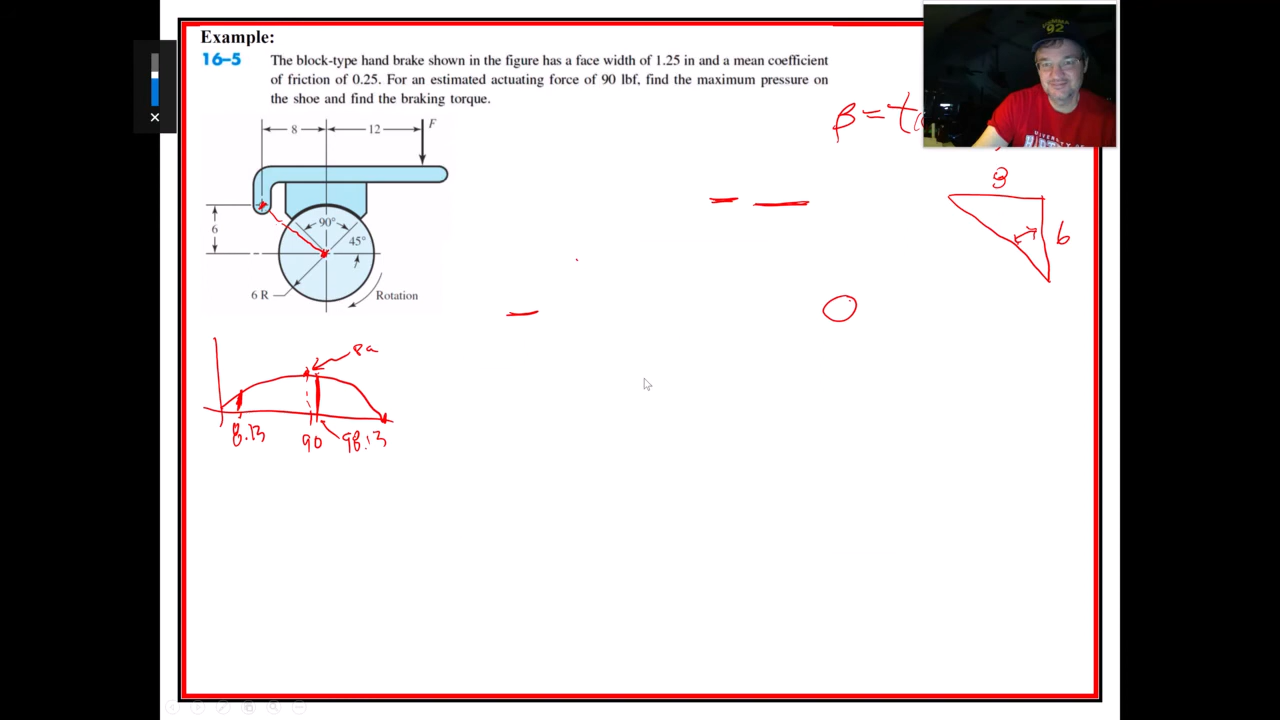 Example:
16–5 The block-type hand brake shown in the figure has a face width of 1.25 in and a mean coefficient
of friction of 0.25. For an estimated actuating force of 90 lbf, find the maximum pressure on
the shoe and find the braking torque.
8
12
F
6
90°
45°
6 R
Rotation
β =
8
6
8.13
90
98.13
92